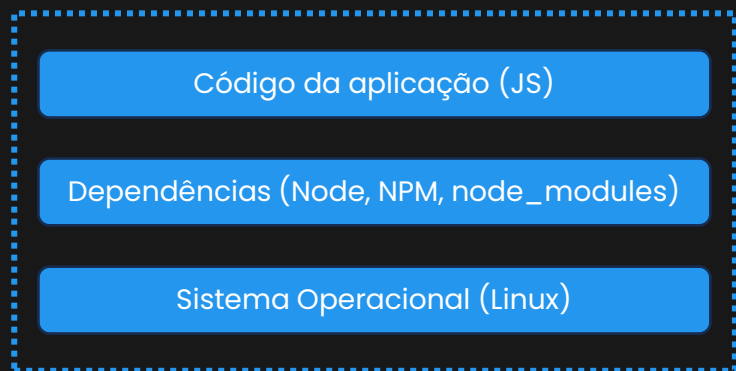 Código da aplicação (JS)
Dependências (Node, NPM, node_modules)
Sistema Operacional (Linux)